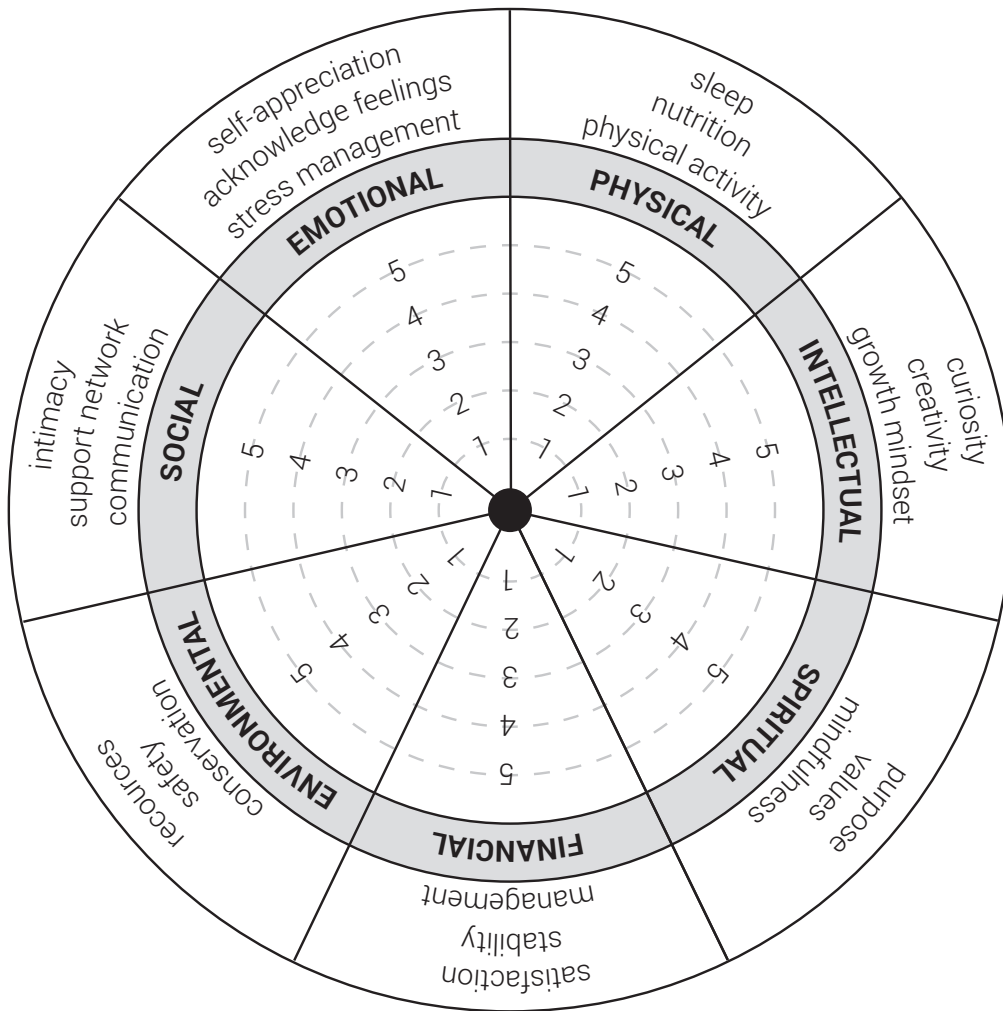 self-appreciation
acknowledge feelings
stress management
EMOTIONAL
5
4
3
2
1
sleep
nutrition
physical activity
PHYSICAL
5
4
3
2
1
curiosity
creativity
growth mindset
INTELLECTUAL
5
4
3
2
1
purpose
values
mindfulness
SPIRITUAL
5
4
3
2
1
satisfaction
stability
management
FINANCIAL
5
4
3
2
1
recources
safety
conservation
ENVIRONMENTAL
5
4
3
2
1
intimacy
support network
communication
SOCIAL
5
4
3
2
1